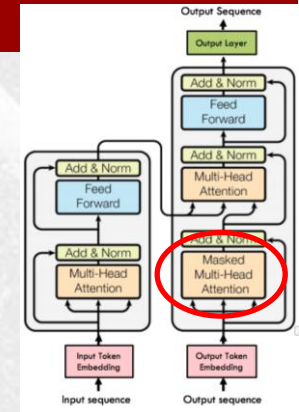 Output Sequence
Output Layer
Add & Norm
Feed
Forward
Add & Norm
Multi-Head
Attention
Add & Norm
Masked
Multi-Head
Attention
Output Token
Embedding
Output sequence
Add & Norm
Feed
Forward
Add & Norm
Multi-Head
Attention
Input Token
Embedding
Input sequence